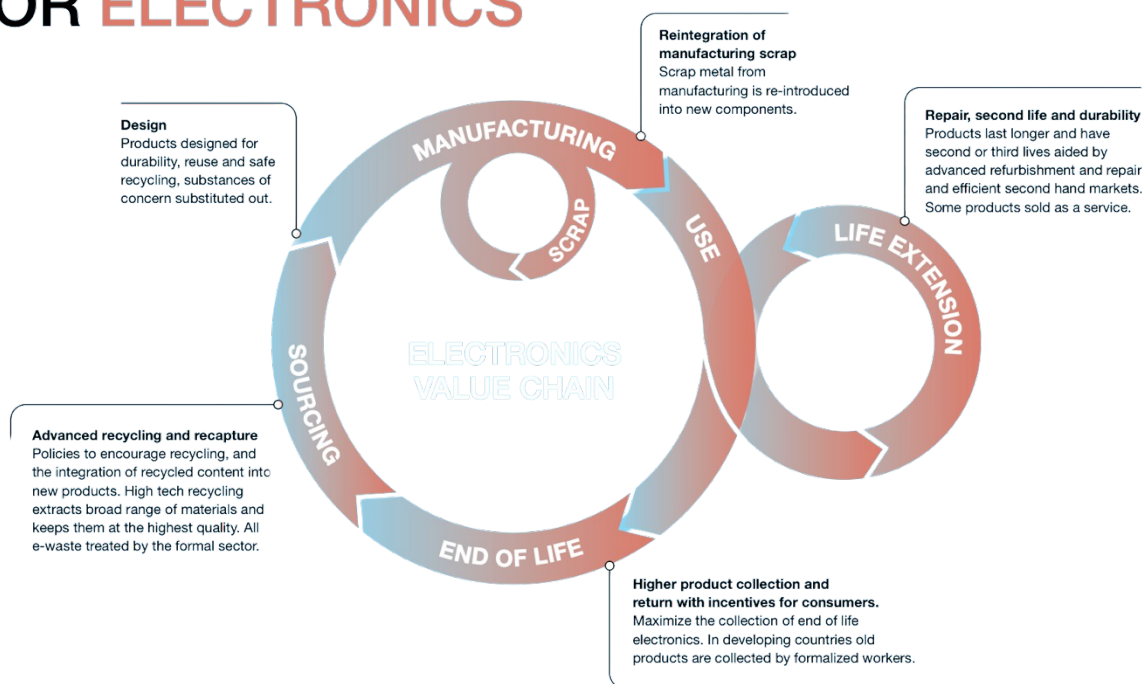 OR ELECTRONICS
Reintegration of
manufacturing scrap
Scrap metal from
manufacturing is re-introduced
into new components.
Design
Products designed for
durability, reuse and safe
recycling, substances of
concern substituted out.
Repair, second life and durability
Products last longer and have
second or third lives aided by
advanced refurbishment and repair
and efficient second hand markets.
Some products sold as a service.
MANUFACTURING
SCRAP
USE
LIFE EXTENSION
ELECTRONICS
VALUE CHAIN
SOURCING
END OF LIFE
Advanced recycling and recapture
Policies to encourage recycling, and
the integration of recycled content into
new products. High tech recycling
extracts broad range of materials and
keeps them at the highest quality. All
e-waste treated by the formal sector.
Higher product collection and
return with incentives for consumers.
Maximize the collection of end of life
electronics. In developing countries old
products are collected by formalized workers.